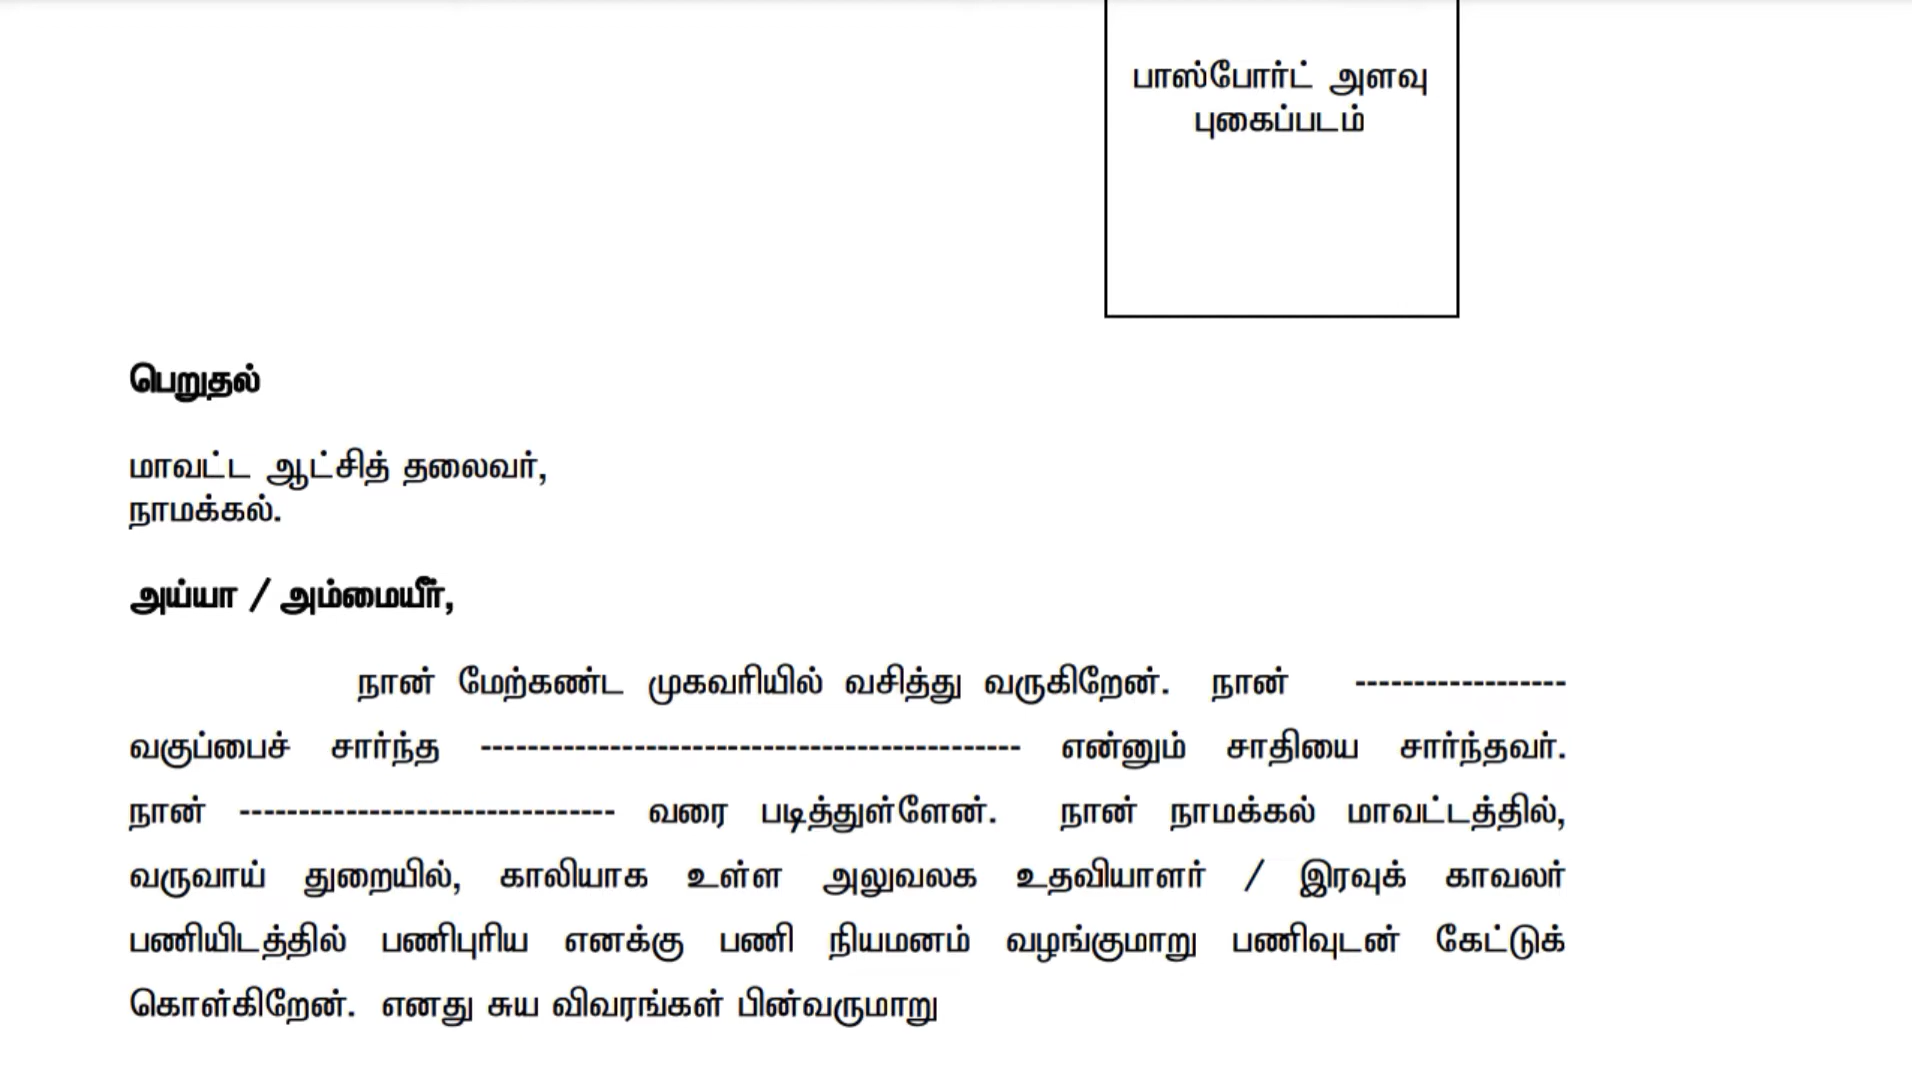 பாஸ்போர்ட் அளவு
புகைப்படம்
பெறுதல்
மாவட்ட ஆட்சித் தலைவர்,
நாமக்கல்.
அய்யா / அம்மையீர்,
நான் மேற்கண்ட முகவரியில் வசித்து வருகிறேன். நான் ------------------
வகுப்பைச் சார்ந்த ---------------------------------------------- என்னும் சாதியை சார்ந்தவர்.
நான் -------------------------------- வரை படித்துள்ளேன். நான் நாமக்கல் மாவட்டத்தில்,
வருவாய் துறையில், காலியாக உள்ள அலுவலக உதவியாளர் / இரவுக் காவலர்
பணியிடத்தில் பணிபுரிய எனக்கு பணி நியமனம் வழங்குமாறு பணிவுடன் கேட்டுக்
கொள்கிறேன். எனது சுய விவரங்கள் பின்வருமாறு